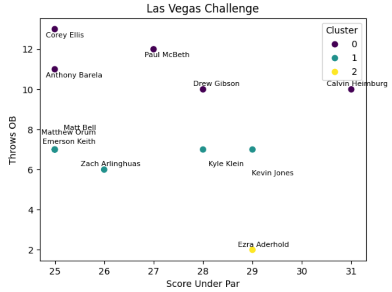 Las Vegas Challenge
Cluster
0
1
2
Corey Ellis
Paul McBeth
Anthony Barela
Drew Gibson
Calvin Heimburg
Matt Bell
Matthew Orum
Emerson Keith
Zach Arlinghuas
Kyle Klein
Kevin Jones
Ezra Aderhold
Throws OB
12
10
8
6
4
2
25 26 27 28 29 30 31
Score Under Par